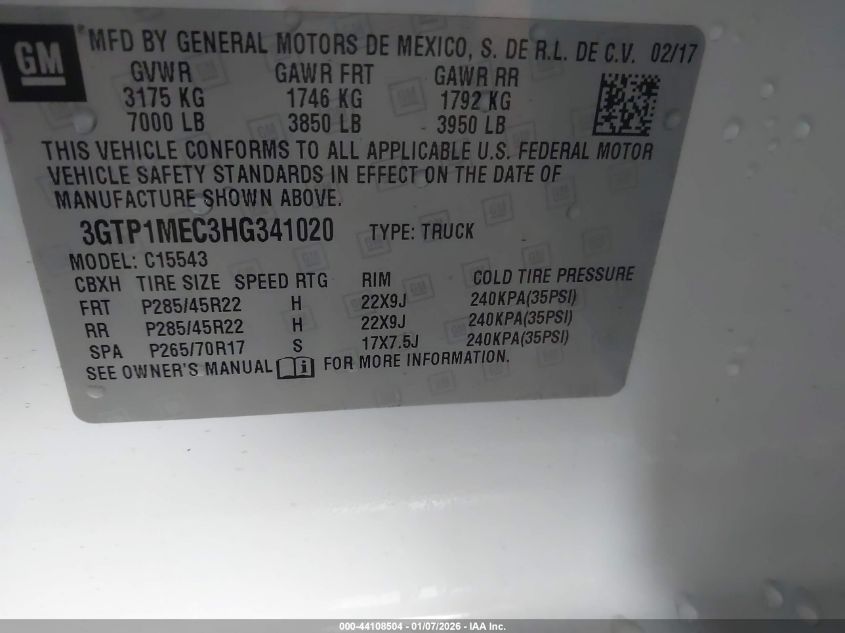 GM
MFD BY GENERAL MOTORS DE MEXICO, S. DE R.L. DE C.V. 02/17
GVWR GAWR FRT GAWR RR
3175 KG 1746 KG 1792 KG
7000 LB 3850 LB 3950 LB
THIS VEHICLE CONFORMS TO ALL APPLICABLE U.S. FEDERAL MOTOR
VEHICLE SAFETY STANDARDS IN EFFECT ON THE DATE OF
MANUFACTURE SHOWN ABOVE.
3GTP1MEC3HG341020 TYPE: TRUCK
MODEL: C15543
CBXH TIRE SIZE SPEED RTG RIM COLD TIRE PRESSURE
FRT P285/45R22 H 22X9J 240KPA(35PSI)
RR P285/45R22 H 22X9J 240KPA(35PSI)
SPA P265/70R17 S 17X7.5J 240KPA(35PSI)
SEE OWNER'S MANUAL i FOR MORE INFORMATION.
000-44108504 - 01/07/2026 - IAA Inc.